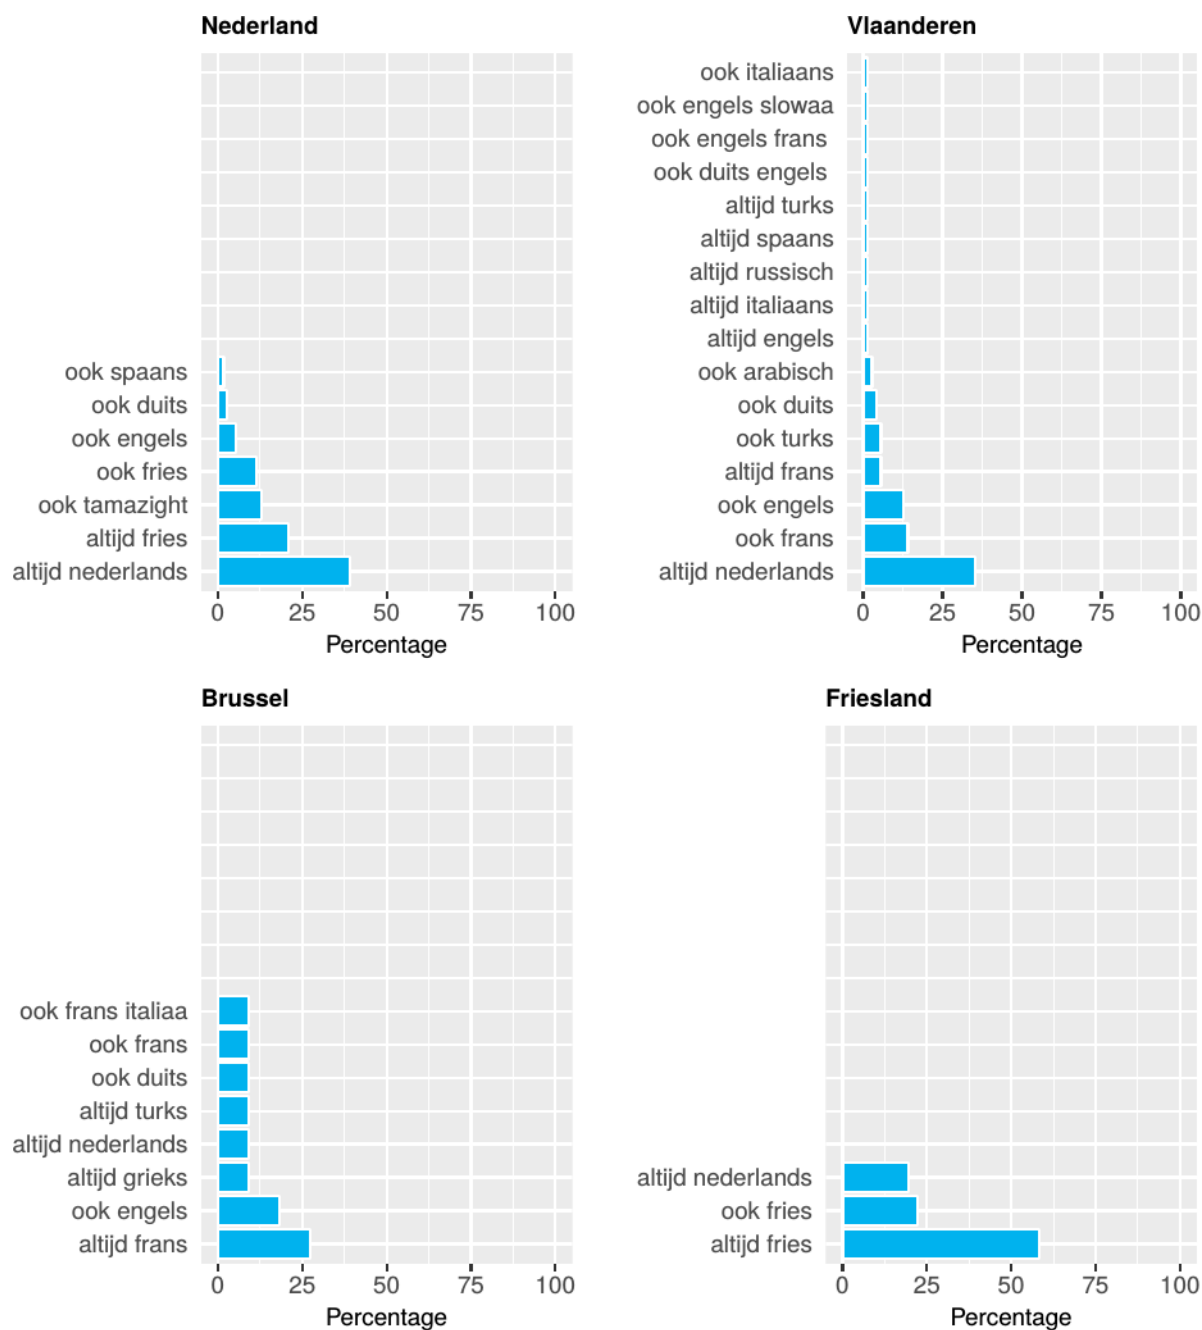 Nederland
ook spaans
ook duits
ook engels
ook fries
ook tamazight
altijd fries
altijd nederlands
0 25 50 75 100
Percentage
Vlaanderen
ook italiaans
ook engels slowaa
ook engels frans
ook duits engels
altijd turks
altijd spaans
altijd russisch
altijd italiaans
altijd engels
ook arabisch
ook duits
ook turks
altijd frans
ook engels
ook frans
altijd nederlands
0 25 50 75 100
Percentage
Brussel
ook frans italiaa
ook frans
ook duits
altijd turks
altijd nederlands
altijd grieks
ook engels
altijd frans
0 25 50 75 100
Percentage
Friesland
altijd nederlands
ook fries
altijd fries
0 25 50 75 100
Percentage